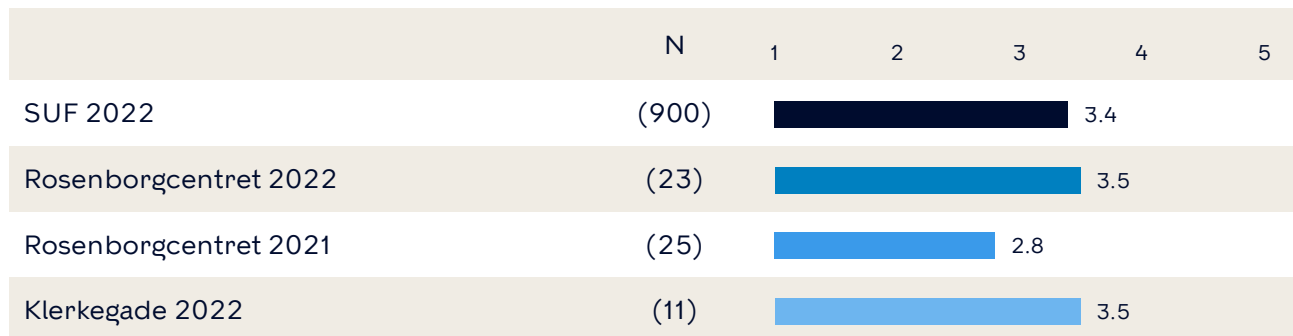 N 1 2 3 4 5
SUF 2022 (900) 3.4
Rosenborgcentret 2022 (23) 3.5
Rosenborgcentret 2021 (25) 2.8
Klerkegade 2022 (11) 3.5